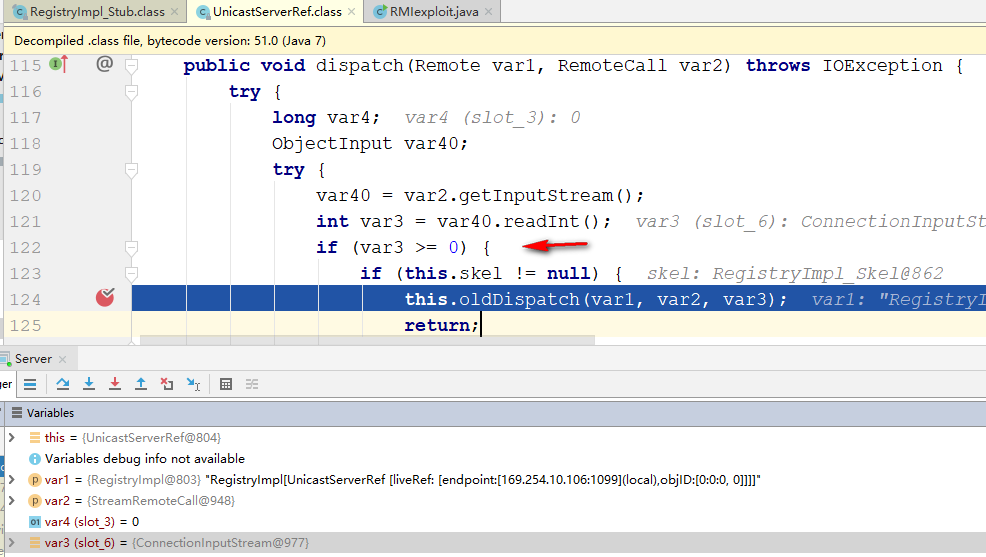 RegistryImpl_Stub.class × UnicastServerRef.class × RMIexploit.java ×
Decompiled .class file, bytecode version: 51.0 (Java 7)
115 @ public void dispatch(Remote var1, RemoteCall var2) throws IOException {
116 try {
117 long var4; var4 (slot_3): 0
118 ObjectInput var40;
119 try {
120 var40 = var2.getInputStream();
121 int var3 = var40.readInt(); var3 (slot_6): ConnectionInputSt
122 if (var3 >= 0) {
123 if (this.skel != null) { skel: RegistryImpl_Skel@862
124 this.oldDispatch(var1, var2, var3); var1: "RegistryI
125 return;
Server ×
ger
Variables
this = {UnicastServerRef@804}
Variables debug info not available
var1 = {RegistryImpl@803} "RegistryImpl[UnicastServerRef [liveRef: [endpoint:[169.254.10.106:1099](local),objID:[0:0:0, 0]]]]"
var2 = {StreamRemoteCall@948}
var4 (slot_3) = 0
var3 (slot_6) = {ConnectionInputStream@977}